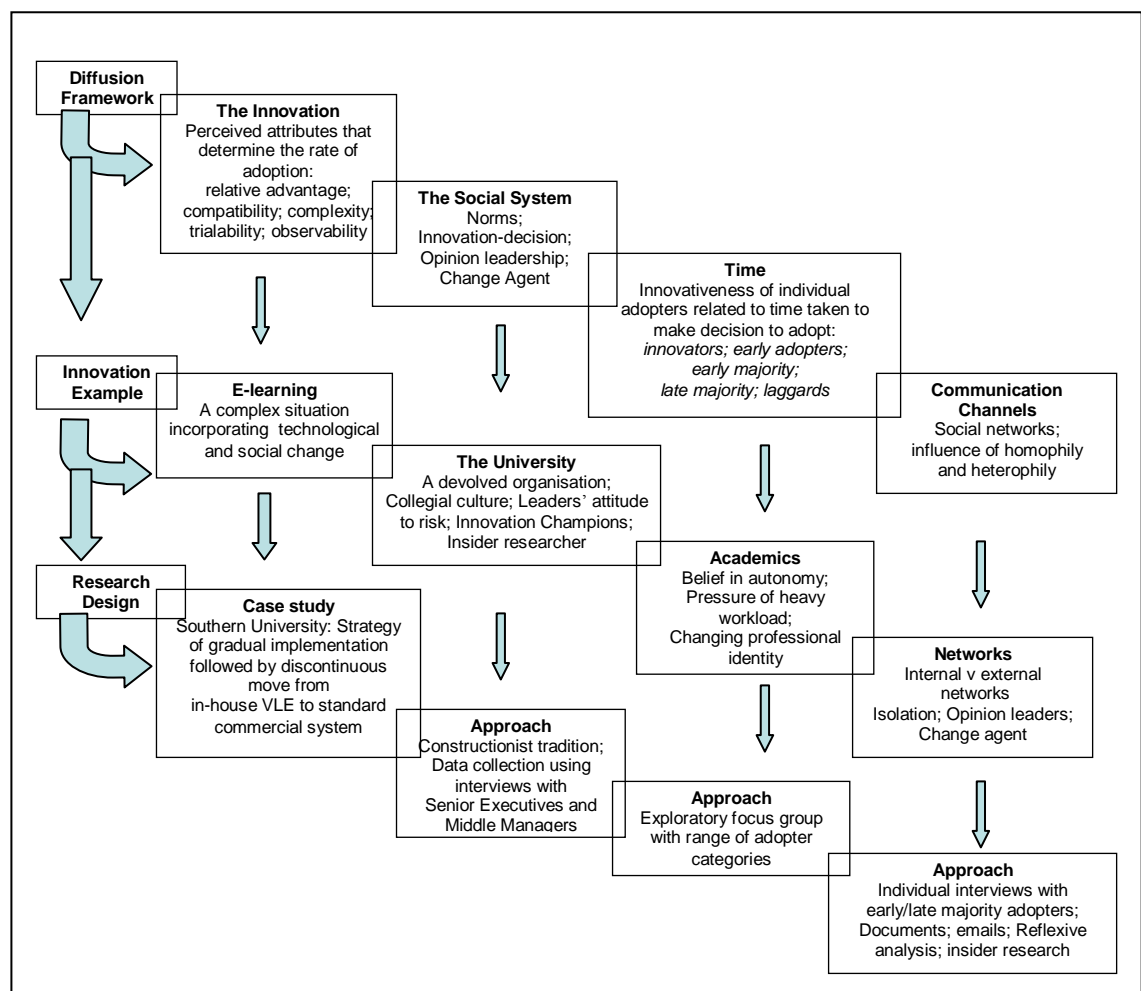 Diffusion
Framework
The Innovation
Perceived attributes that
determine the rate of
adoption:
relative advantage;
compatibility; complexity;
trialability; observability
The Social System
Norms;
Innovation-decision;
Opinion leadership;
Change Agent
Time
Innovativeness of individual
adopters related to time taken to
make decision to adopt:
innovators; early adopters;
early majority;
late majority; laggards
Communication
Channels
Social networks;
influence of homophily
and heterophily
Innovation
Example
E-learning
A complex situation
incorporating technological
and social change
The University
A devolved organisation;
Collegial culture; Leaders’ attitude
to risk; Innovation Champions;
Insider researcher
Academics
Belief in autonomy;
Pressure of heavy
workload;
Changing professional
identity
Networks
Internal v external
networks
Isolation; Opinion leaders;
Change agent
Research
Design
Case study
Southern University: Strategy
of gradual implementation
followed by discontinuous
move from
in-house VLE to standard
commercial system
Approach
Constructionist tradition;
Data collection using
interviews with
Senior Executives and
Middle Managers
Approach
Exploratory focus group
with range of adopter
categories
Approach
Individual interviews with
early/late majority adopters;
Documents; emails; Reflexive
analysis; insider research